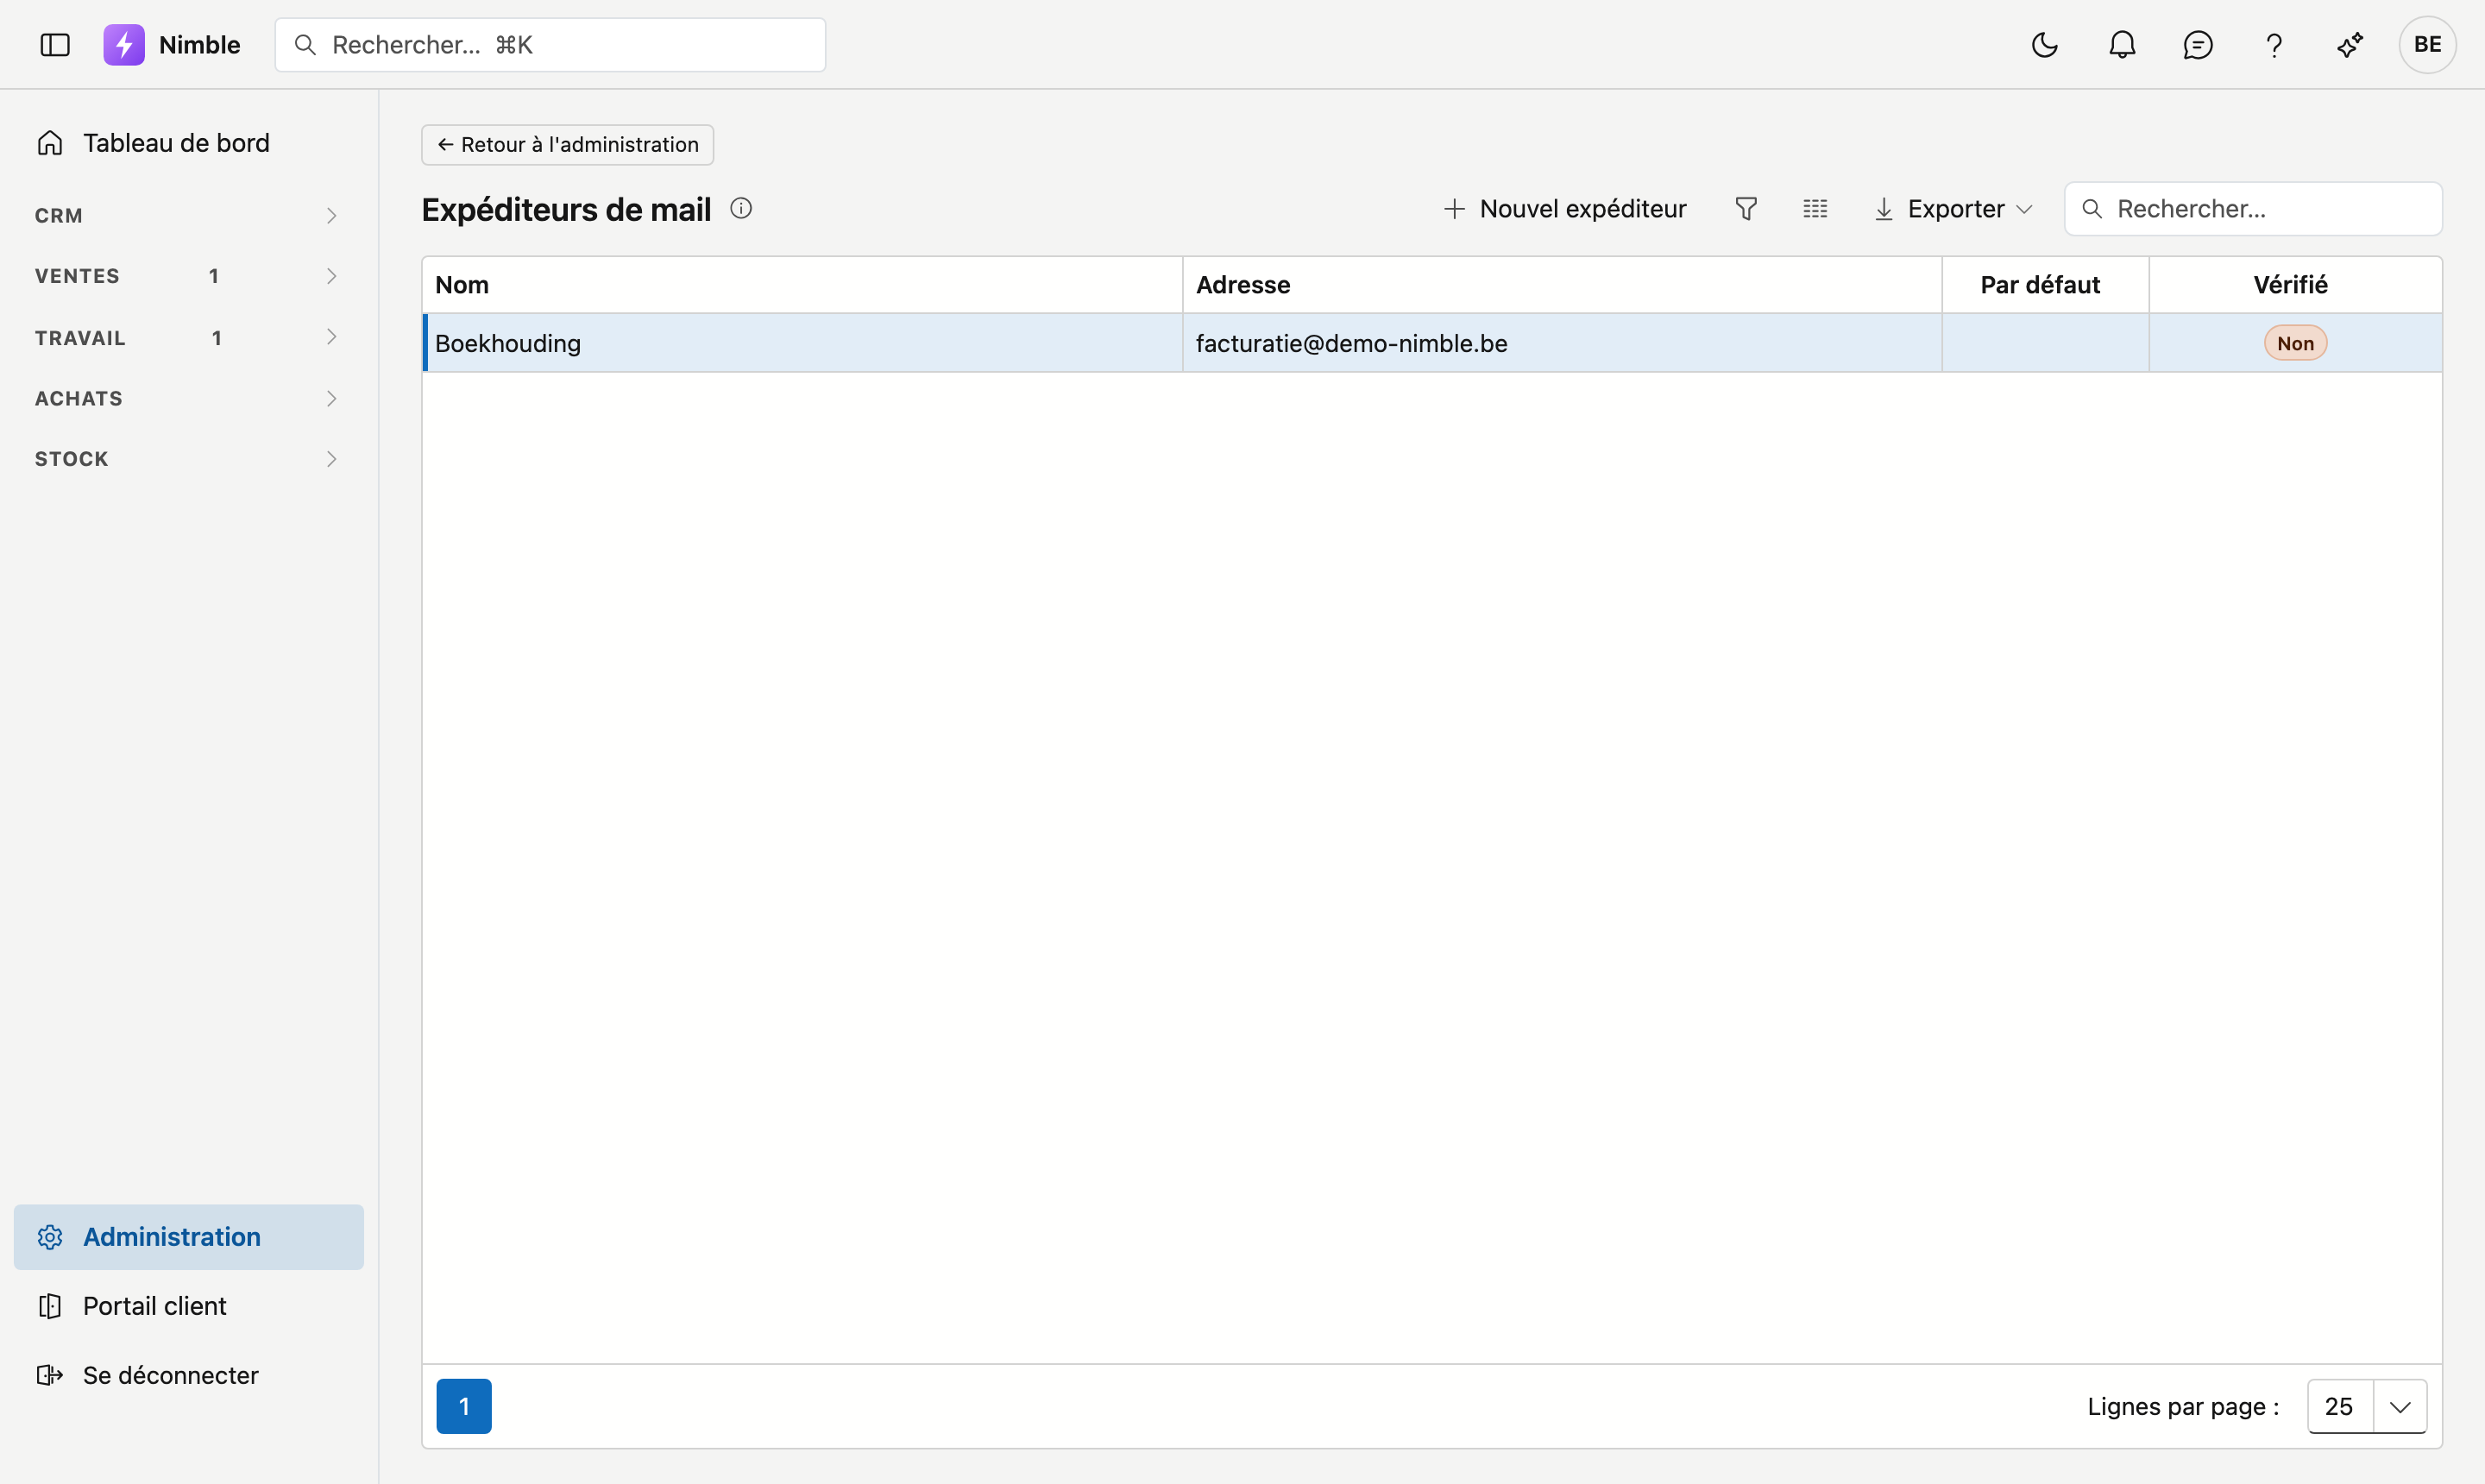 Nimble
Rechercher... ⌘K
BE
Tableau de bord
CRM
VENTES 1
TRAVAIL 1
ACHATS
STOCK
Administration
Portail client
Se déconnecter
← Retour à l'administration
Expéditeurs de mail
Nouvel expéditeur
Exporter
Rechercher...
Nom Adresse Par défaut Vérifié
Boekhouding facturatie@demo-nimble.be Non
1
Lignes par page : 25